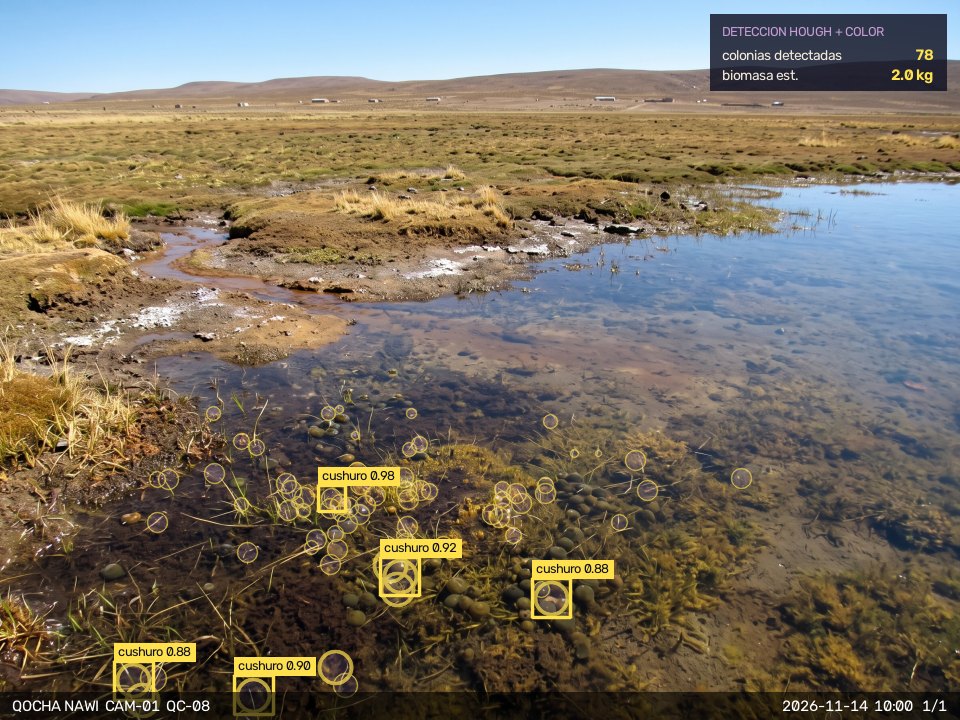 DETECCION HOUGH + COLOR
colonias detectadas 78
biomasa est. 2.0 kg
cushuro 0.98
cushuro 0.92
cushuro 0.88
cushuro 0.88
cushuro 0.90
QOCHA NAWI CAM-01 QC-08 2026-11-14 10:00 1/1